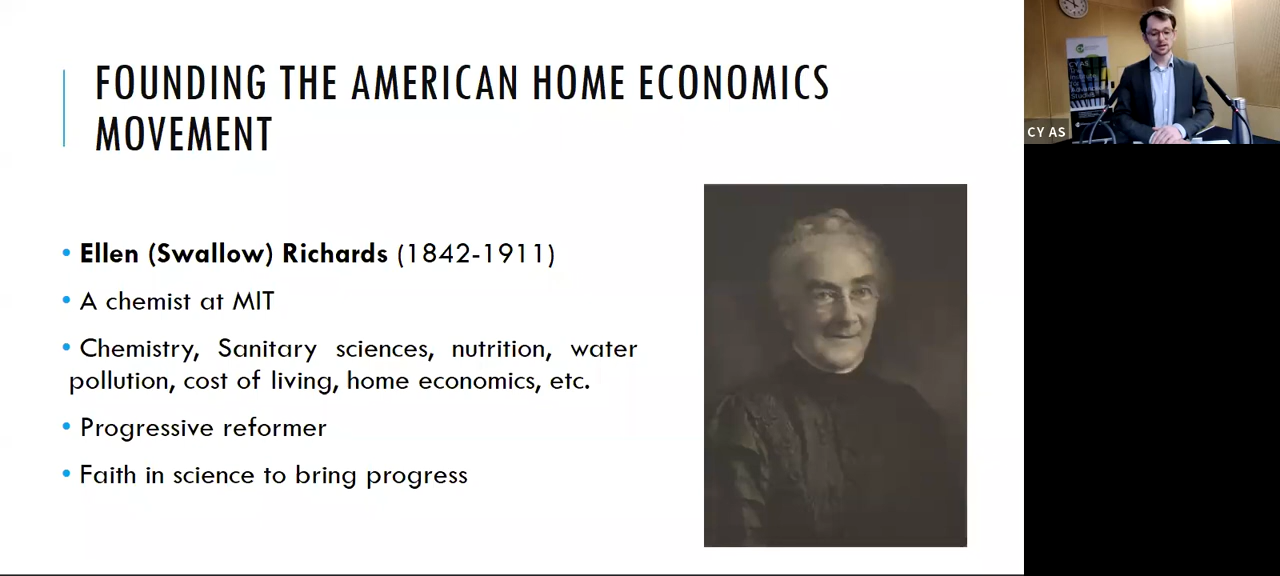 FOUNDING THE AMERICAN HOME ECONOMICS
MOVEMENT
• Ellen (Swallow) Richards (1842-1911)
• A chemist at MIT
• Chemistry, Sanitary sciences, nutrition, water
pollution, cost of living, home economics, etc.
• Progressive reformer
• Faith in science to bring progress
CY AS